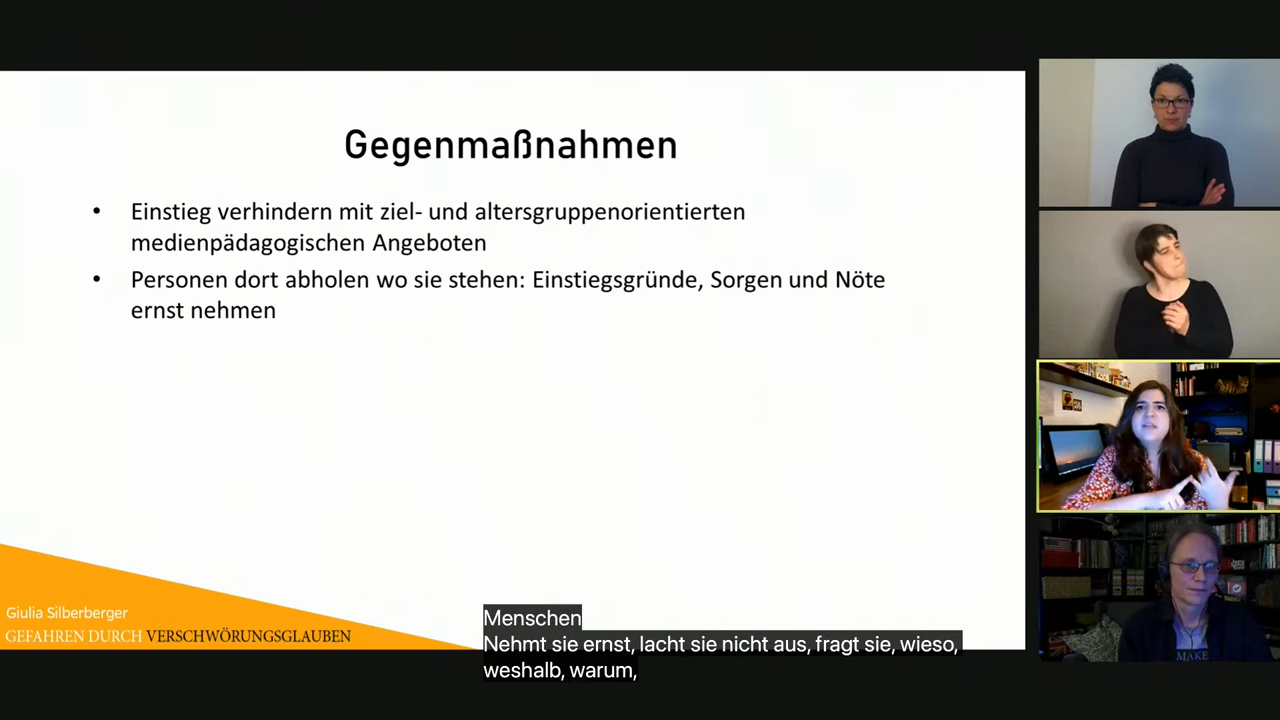 Gegenmaßnahmen
• Einstieg verhindern mit ziel- und altersgruppenorientierten
medienpädagogischen Angeboten
• Personen dort abholen wo sie stehen: Einstiegsgründe, Sorgen und Nöte
ernst nehmen
Giulia Silberberger
GEFAHREN DURCH VERSCHWÖRUNGSGLAUBEN
Menschen
Nehmt sie ernst, lacht sie nicht aus, fragt sie, wieso,
weshalb, warum,
MAKE